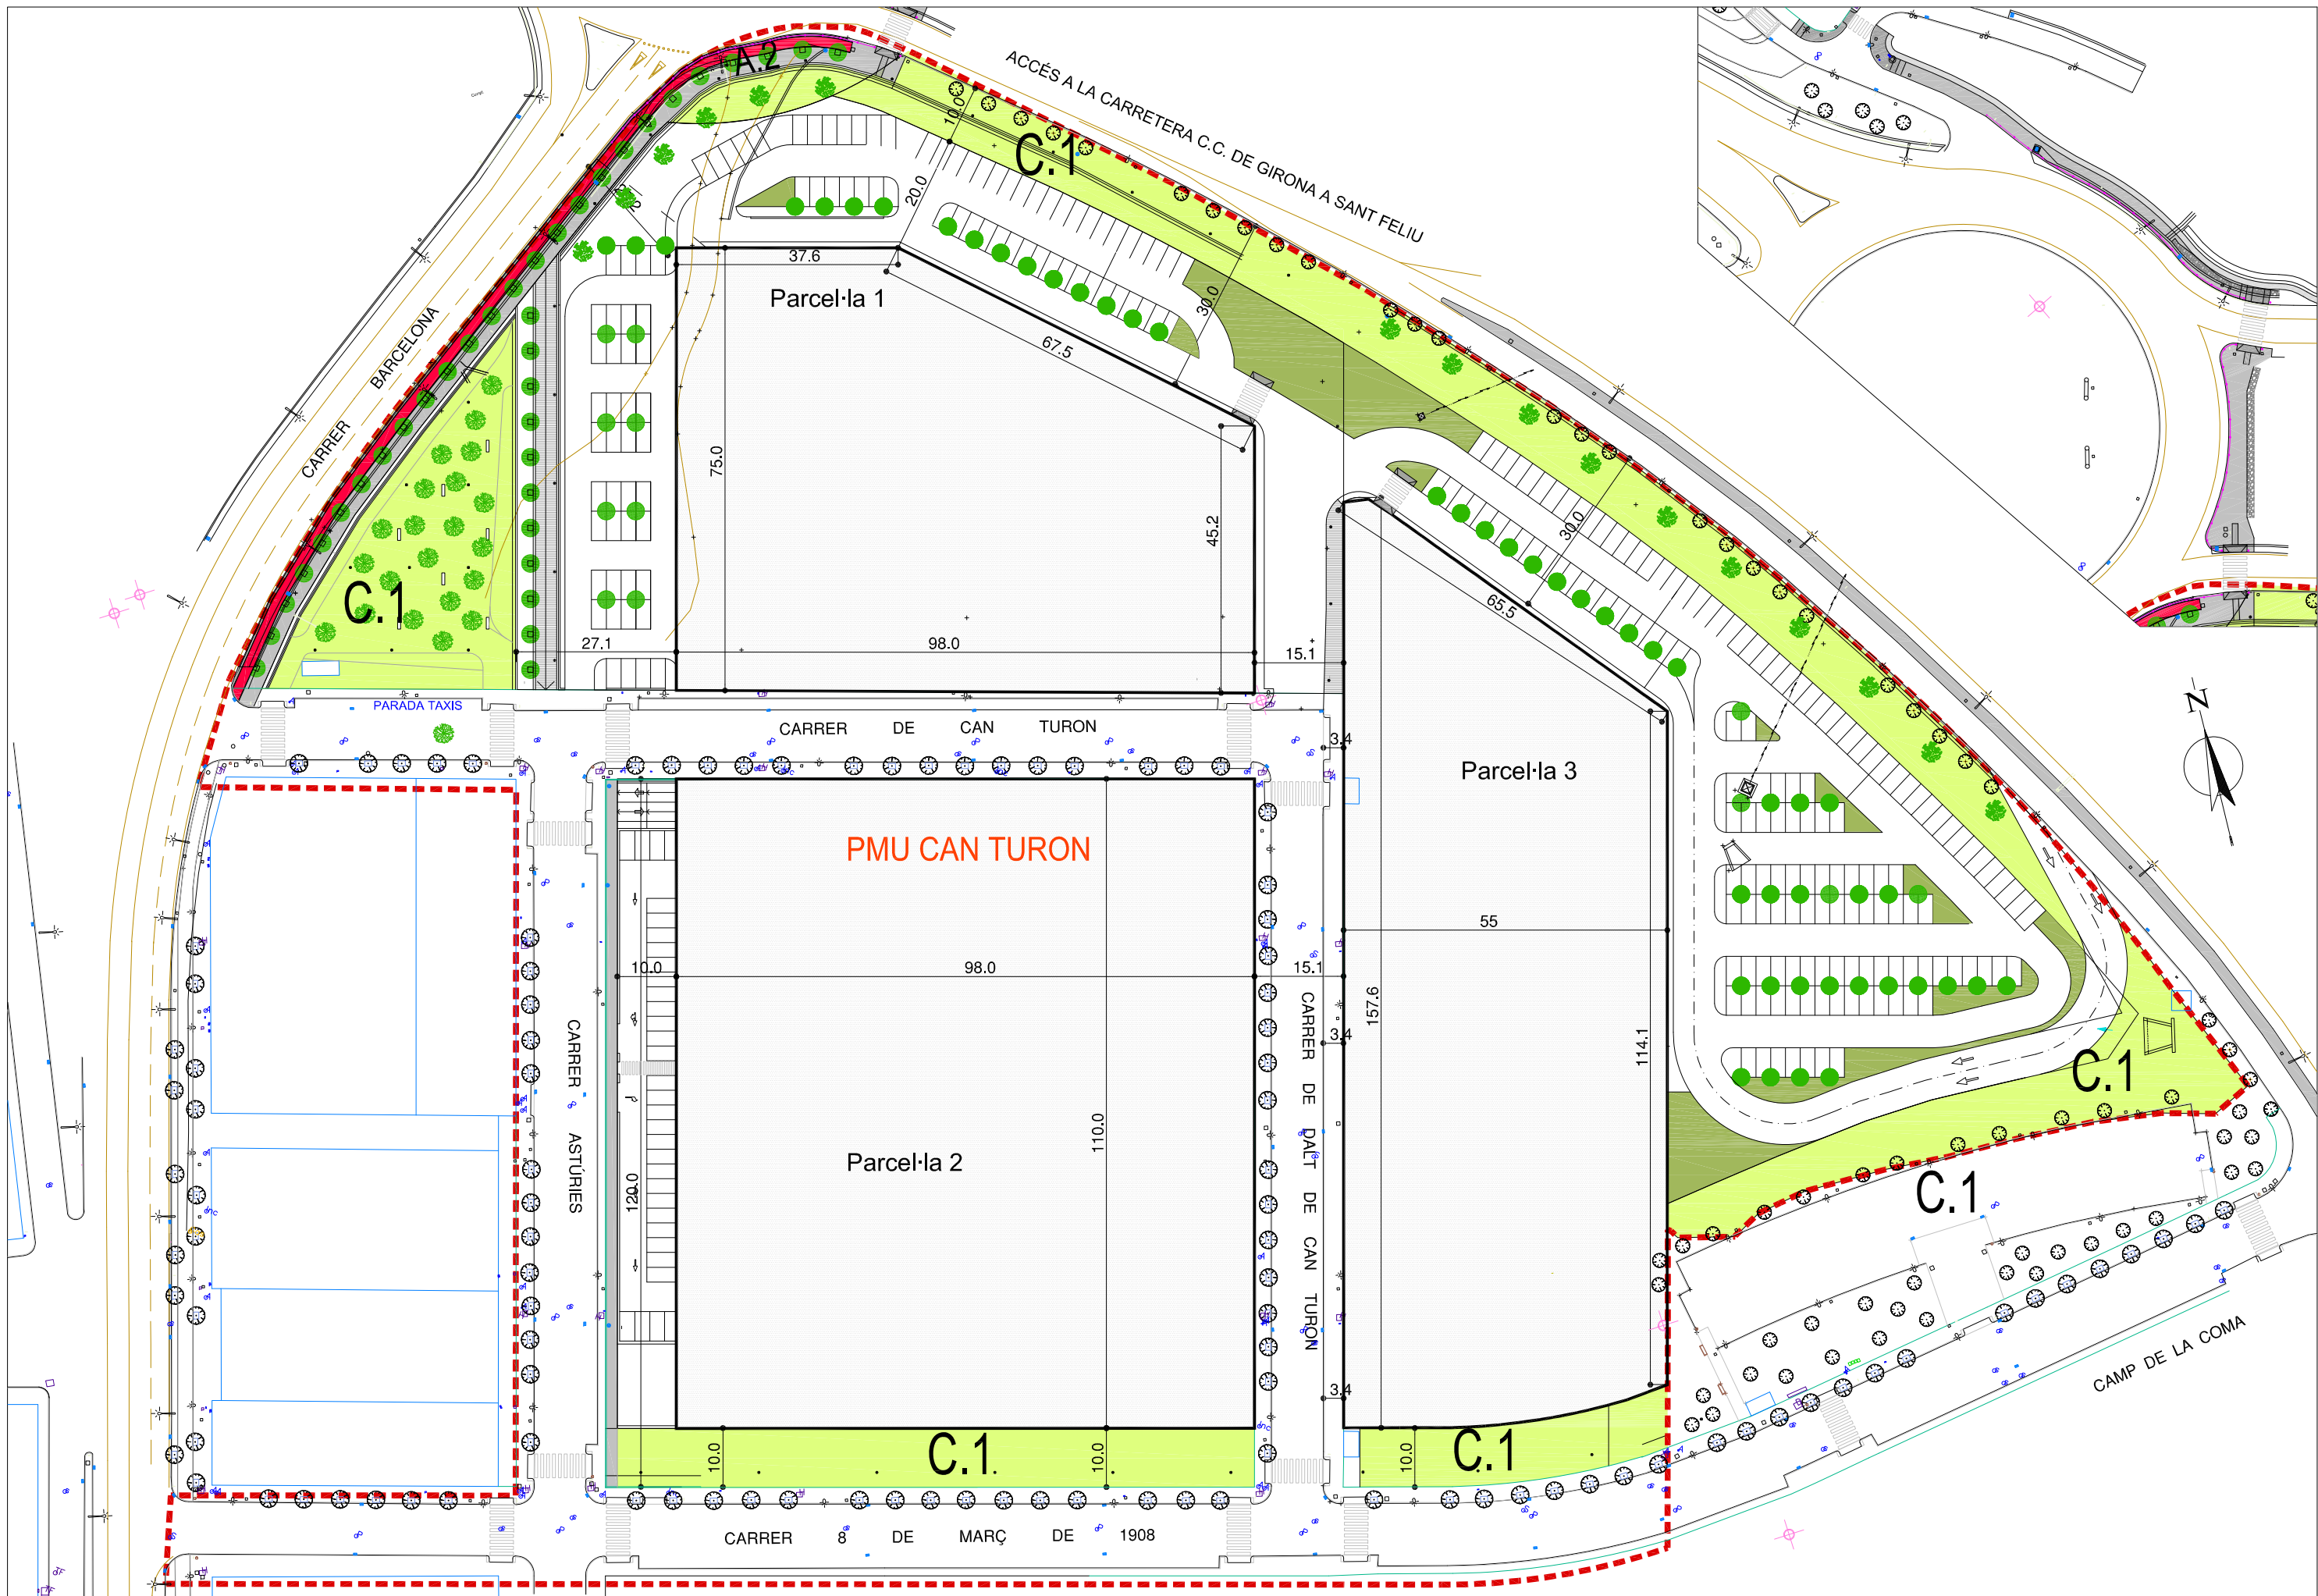 A.2
ACCÉS A LA CARRETERA C.C. DE GIRONA A SANT FELIU
10.0
C.1
20.0
37.6
Parcel·la 1
30.0
67.5
CARRER BARCELONA
75.0
45.2
C.1
27.1
98.0
15.1
65.5
30.0
N
PARADA TAXIS
CARRER DE CAN TURON
3.4
Parcel·la 3
PMU CAN TURON
55
10.0
98.0
15.1
157.6
114.1
3.4
CARRER ASTÚRIES
CARRER DE DALT DE CAN TURON
110.0
120.0
Parcel·la 2
C.1
C.1
3.4
CAMP DE LA COMA
10.0
C.1
10.0
10.0
C.1
CARRER 8 DE MARÇ DE 1908